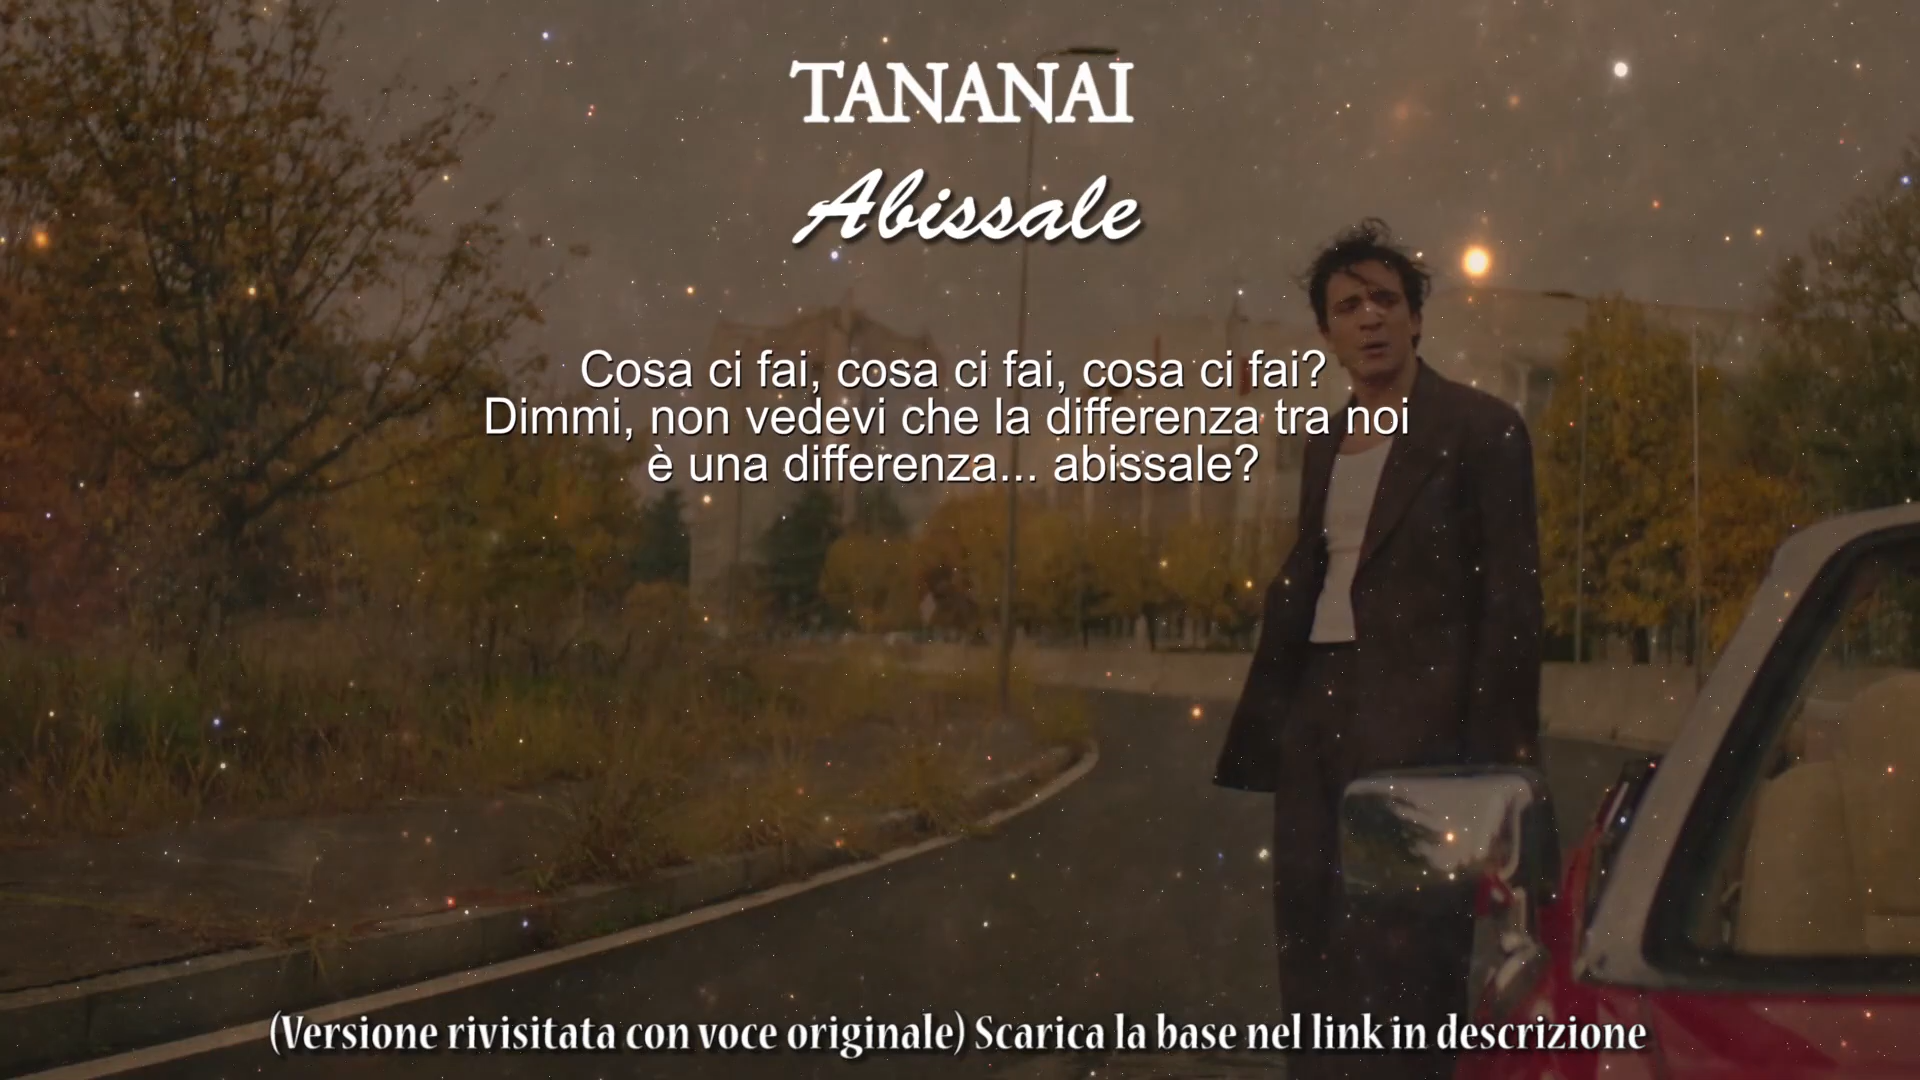 TANANAI
Abissale
Cosa ci fai, cosa ci fai, cosa ci fai?
Dimmi, non vedevi che la differenza tra noi
è una differenza... abissale?
(Versione rivisitata con voce originale) Scarica la base nel link in descrizione